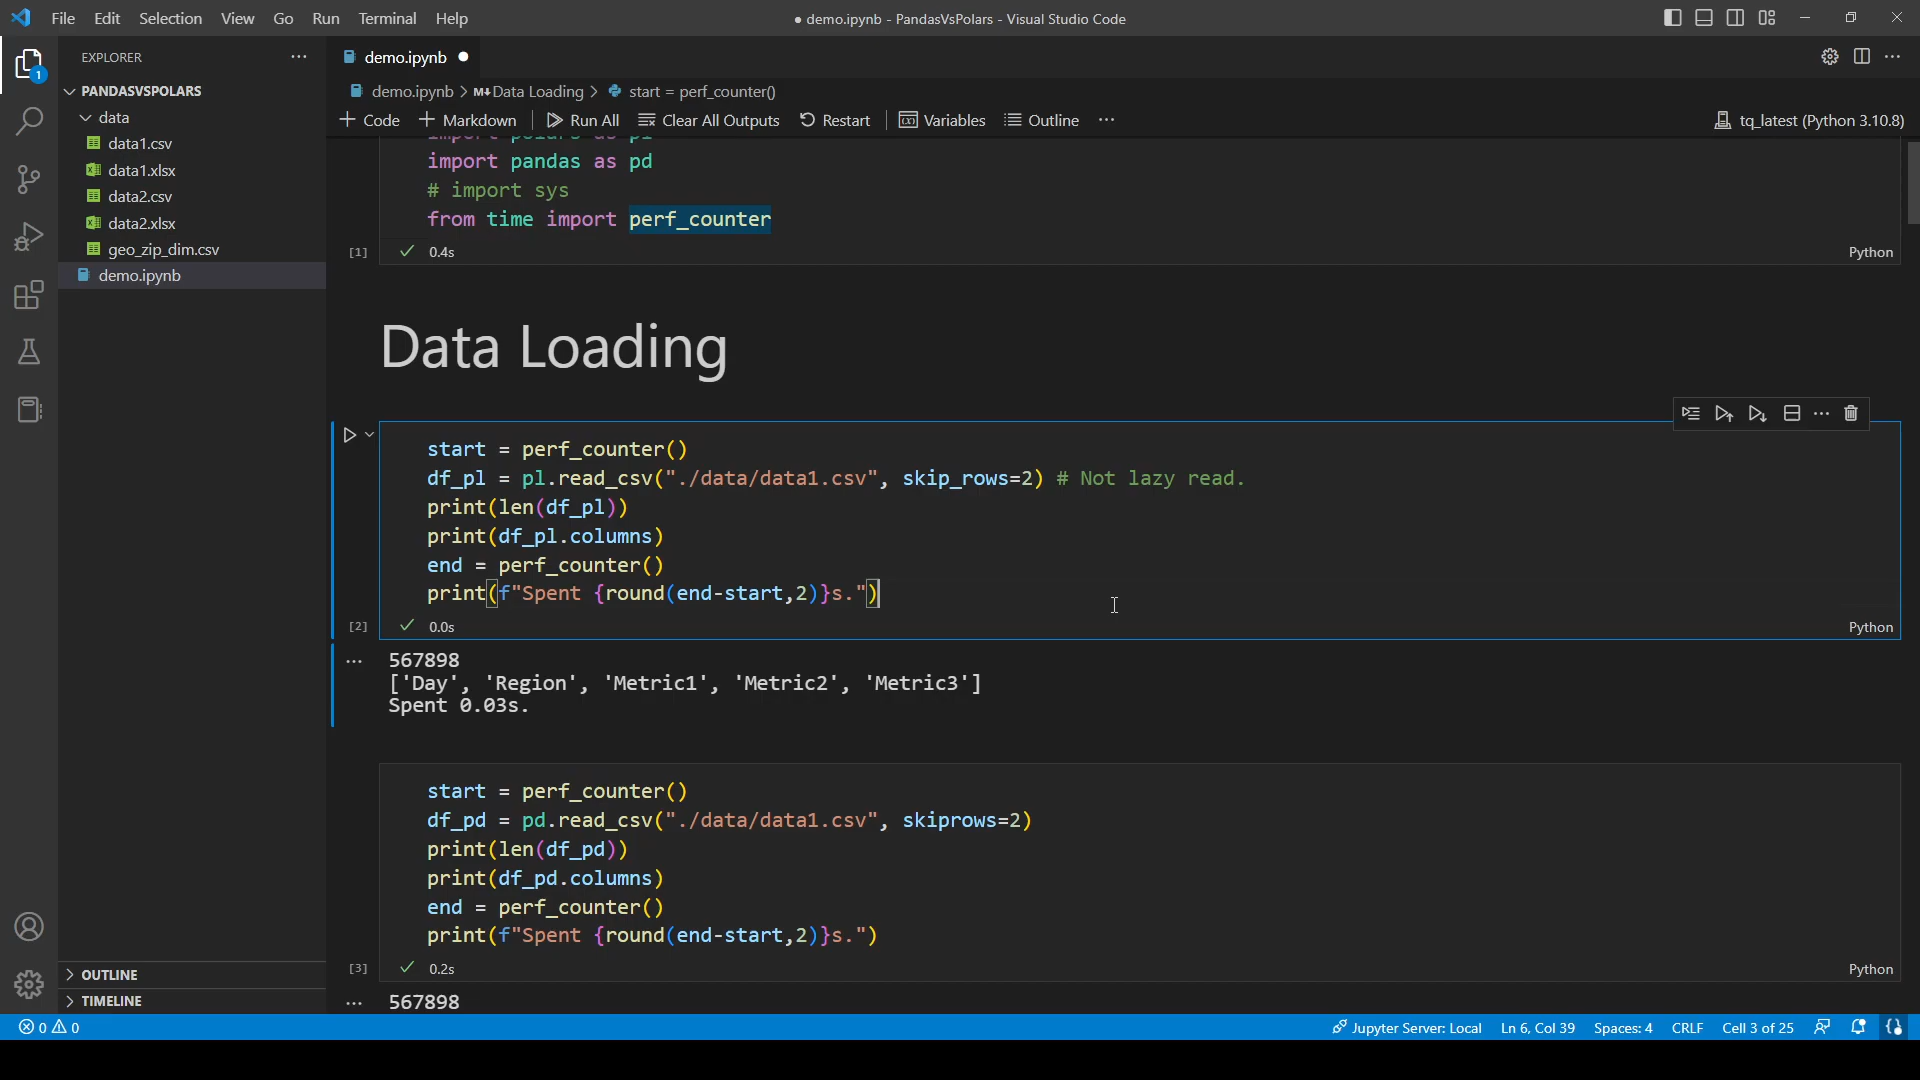 File Edit Selection View Go Run Terminal Help
● demo.ipynb - PandasVsPolars - Visual Studio Code
EXPLORER
PANDASVSPOLARS
data
data1.csv
data1.xlsx
data2.csv
data2.xlsx
geo_zip_dim.csv
demo.ipynb
OUTLINE
TIMELINE
1
demo.ipynb
demo.ipynb > M↓Data Loading > start = perf_counter()
Code Markdown Run All Clear All Outputs Restart Variables Outline ...
tq_latest (Python 3.10.8)
import polars as pl
import pandas as pd
# import sys
from time import perf_counter
[1] 0.4s Python
Data Loading
start = perf_counter()
df_pl = pl.read_csv("./data/data1.csv", skip_rows=2) # Not lazy read.
print(len(df_pl))
print(df_pl.columns)
end = perf_counter()
print(f"Spent {round(end-start,2)}s.")
[2] 0.0s Python
... 567898
['Day', 'Region', 'Metric1', 'Metric2', 'Metric3']
Spent 0.03s.
start = perf_counter()
df_pd = pd.read_csv("./data/data1.csv", skiprows=2)
print(len(df_pd))
print(df_pd.columns)
end = perf_counter()
print(f"Spent {round(end-start,2)}s.")
[3] 0.2s Python
... 567898
0 0 Jupyter Server: Local Ln 6, Col 39 Spaces: 4 CRLF Cell 3 of 25